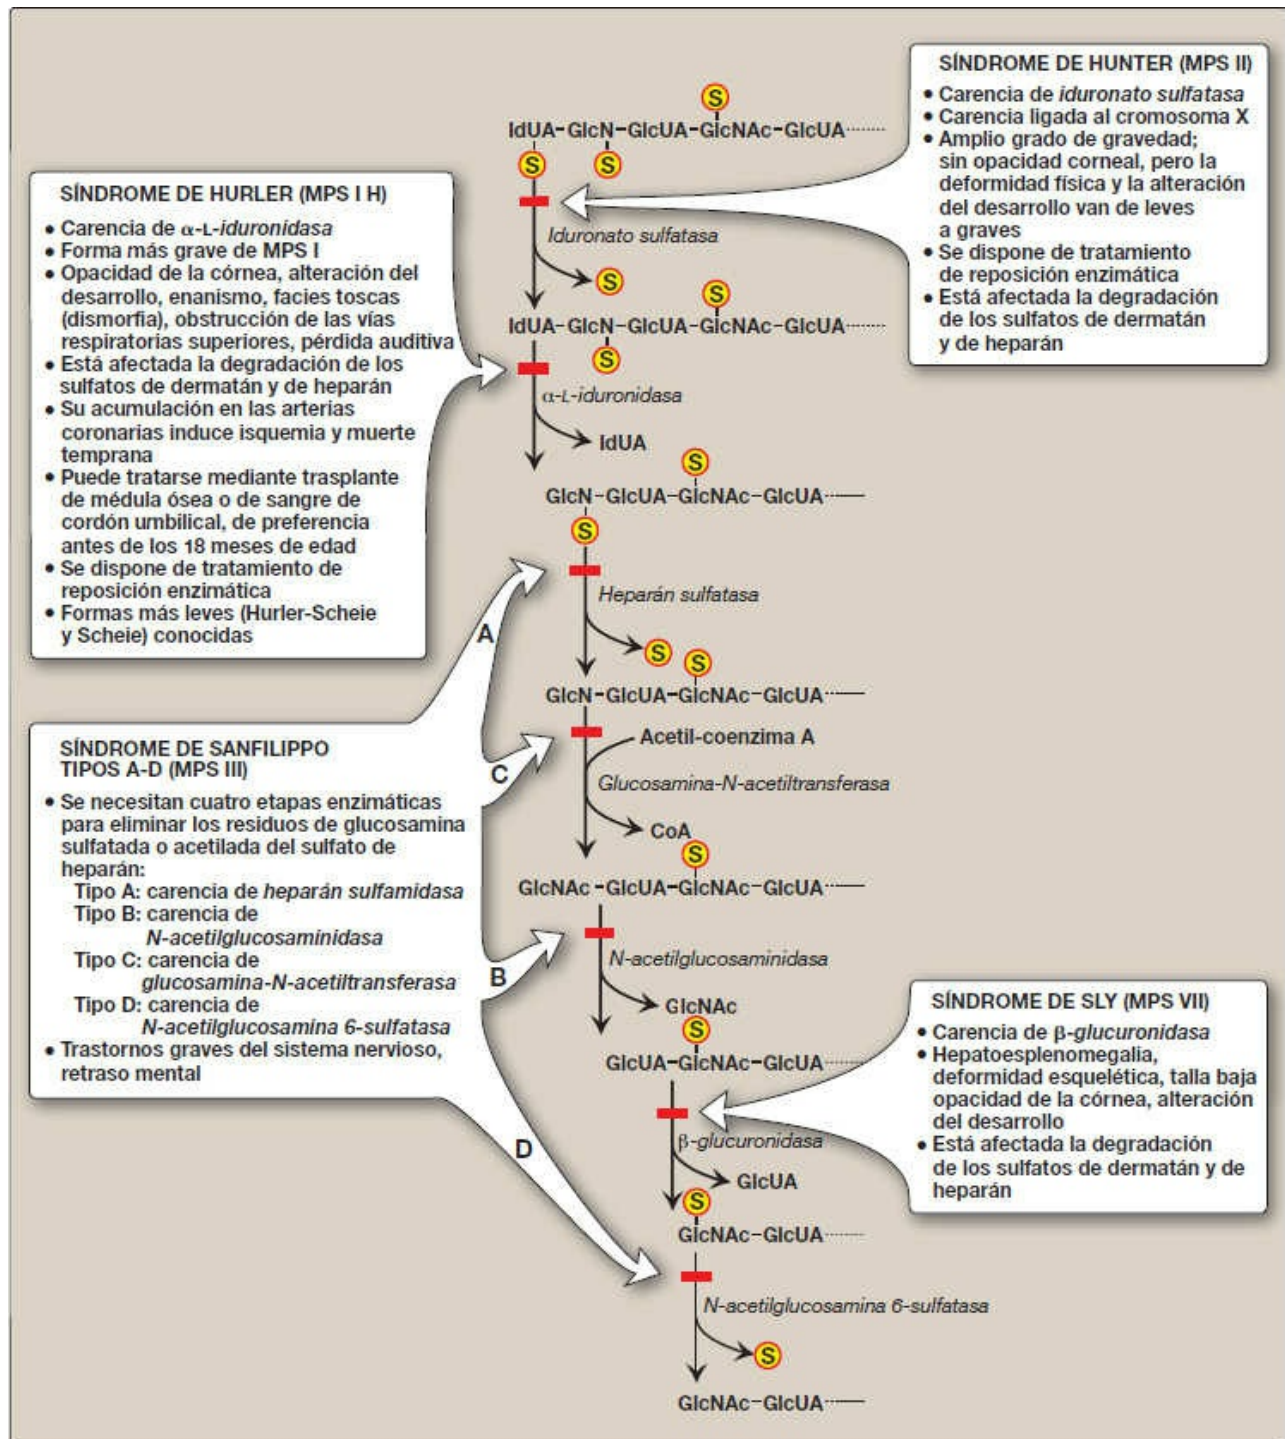 SÍNDROME DE HUNTER (MPS II)
• Carencia de iduronato sulfatasa
• Carencia ligada al cromosoma X
• Amplio grado de gravedad;
sin opacidad corneal, pero la
deformidad física y la alteración
del desarrollo van de leves
a graves
• Se dispone de tratamiento
de reposición enzimática
• Está afectada la degradación
de los sulfatos de dermatán
y de heparán
S
IdUA–GlcN–GlcUA–GlcNAc–GlcUA
S S
Iduronato sulfatasa
S
S
IdUA–GlcN–GlcUA–GlcNAc–GlcUA
S
SÍNDROME DE HURLER (MPS I H)
• Carencia de α-L-iduronidasa
• Forma más grave de MPS I
• Opacidad de la córnea, alteración del
desarrollo, enanismo, facies toscas
(dismorfia), obstrucción de las vías
respiratorias superiores, pérdida auditiva
• Está afectada la degradación de los
sulfatos de dermatán y de heparán
• Su acumulación en las arterias
coronarias induce isquemia y muerte
temprana
• Puede tratarse mediante trasplante
de médula ósea o de sangre de
cordón umbilical, de preferencia
antes de los 18 meses de edad
• Se dispone de tratamiento de
reposición enzimática
• Formas más leves (Hurler-Scheie
y Scheie) conocidas
α-L-iduronidasa
IdUA
S
GlcN–GlcUA–GlcNAc–GlcUA
S
Heparán sulfatasa
S
S
GlcN–GlcUA–GlcNAc–GlcUA
Acetil-coenzima A
Glucosamina-N-acetiltransferasa
CoA
S
GlcNAc–GlcUA–GlcNAc–GlcUA
A
C
B
D
SÍNDROME DE SANFILIPPO
TIPOS A-D (MPS III)
• Se necesitan cuatro etapas enzimáticas
para eliminar los residuos de glucosamina
sulfatada o acetilada del sulfato de
heparán:
Tipo A: carencia de heparán sulfamidasa
Tipo B: carencia de
N-acetilglucosaminidasa
Tipo C: carencia de
glucosamina-N-acetiltransferasa
Tipo D: carencia de
N-acetilglucosamina 6-sulfatasa
• Trastornos graves del sistema nervioso,
retraso mental
N-acetilglucosaminidasa
GlcNAc
S
GlcUA–GlcNAc–GlcUA
β-glucuronidasa
GlcUA
S
GlcNAc–GlcUA
SÍNDROME DE SLY (MPS VII)
• Carencia de β-glucuronidasa
• Hepatoesplenomegalia,
deformidad esquelética, talla baja
opacidad de la córnea, alteración
del desarrollo
• Está afectada la degradación
de los sulfatos de dermatán y de
heparán
N-acetilglucosamina 6-sulfatasa
S
GlcNAc–GlcUA